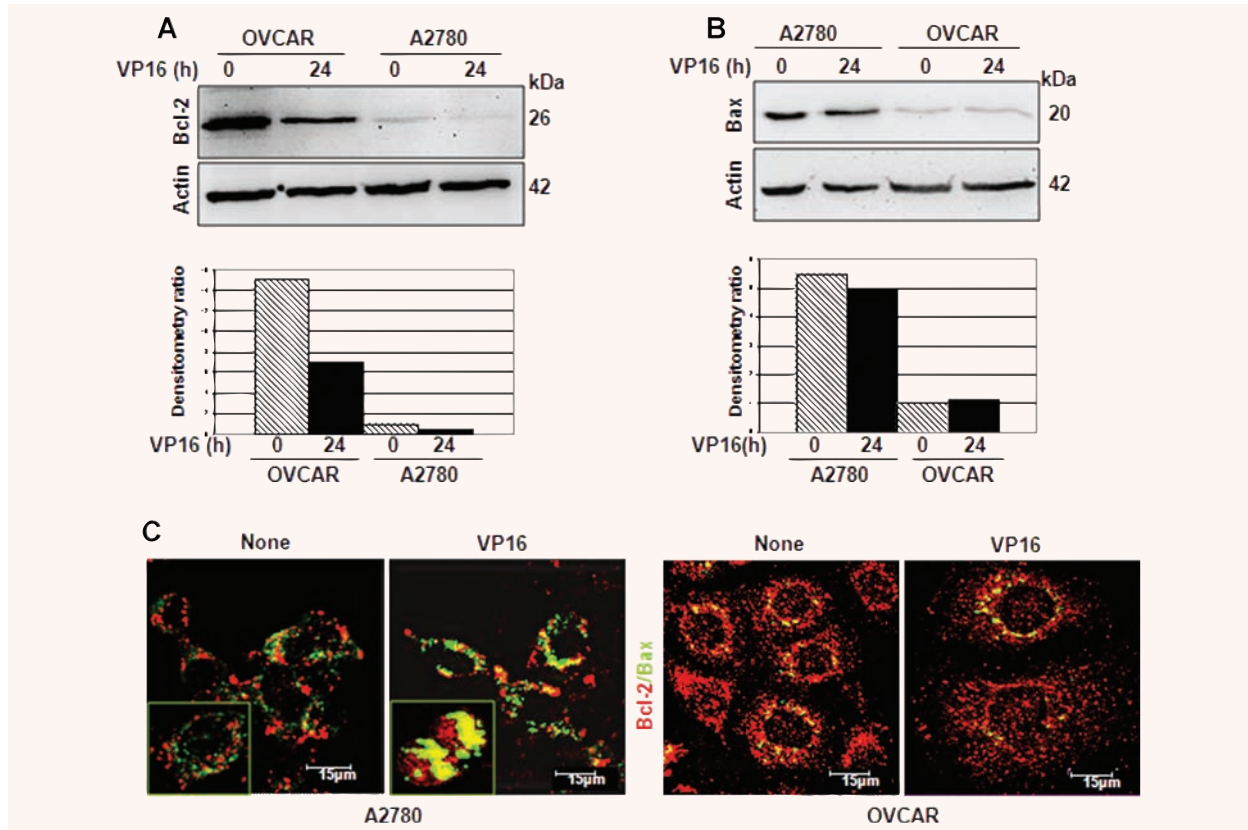 A
OVCAR A2780
VP16 (h) 0 24 0 24
kDa
Bcl-2 26
Actin 42
Densitometry ratio
VP16 (h) 0 24 0 24
OVCAR A2780
B
A2780 OVCAR
VP16 (h) 0 24 0 24
kDa
Bax 20
Actin 42
Densitometry ratio
VP16(h) 0 24 0 24
A2780 OVCAR
C
None VP16 None VP16
Bcl-2/Bax
15µm 15µm 15µm 15µm
A2780 OVCAR